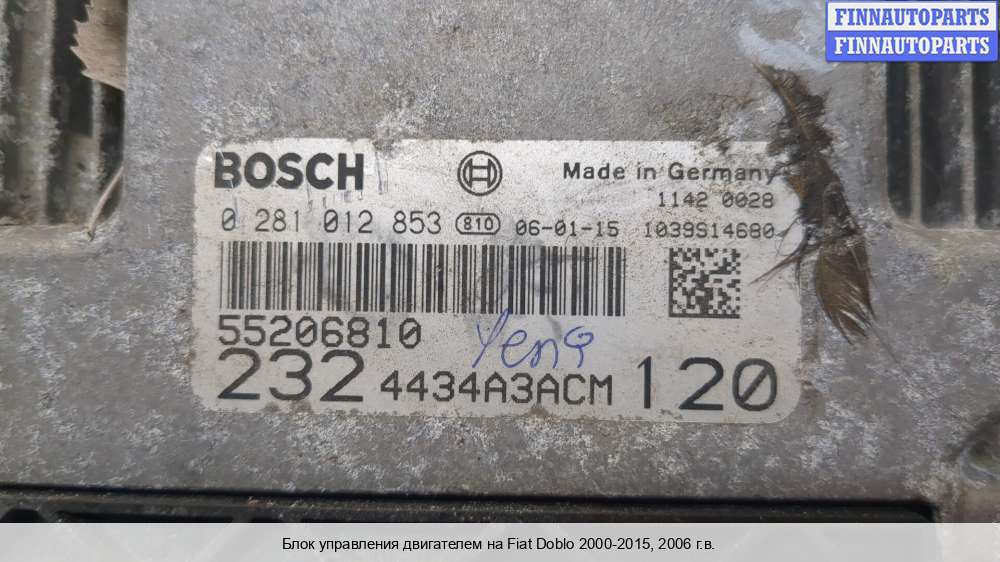 FINNAUTOPARTS
FINNAUTOPARTS
BOSCH
Made in Germany
1142 0028
0 281 012 853 810 06-01-15 1039S14680
55206810
232 4434A3ACM 120
Блок управления двигателем на Fiat Doblo 2000-2015, 2006 г.в.